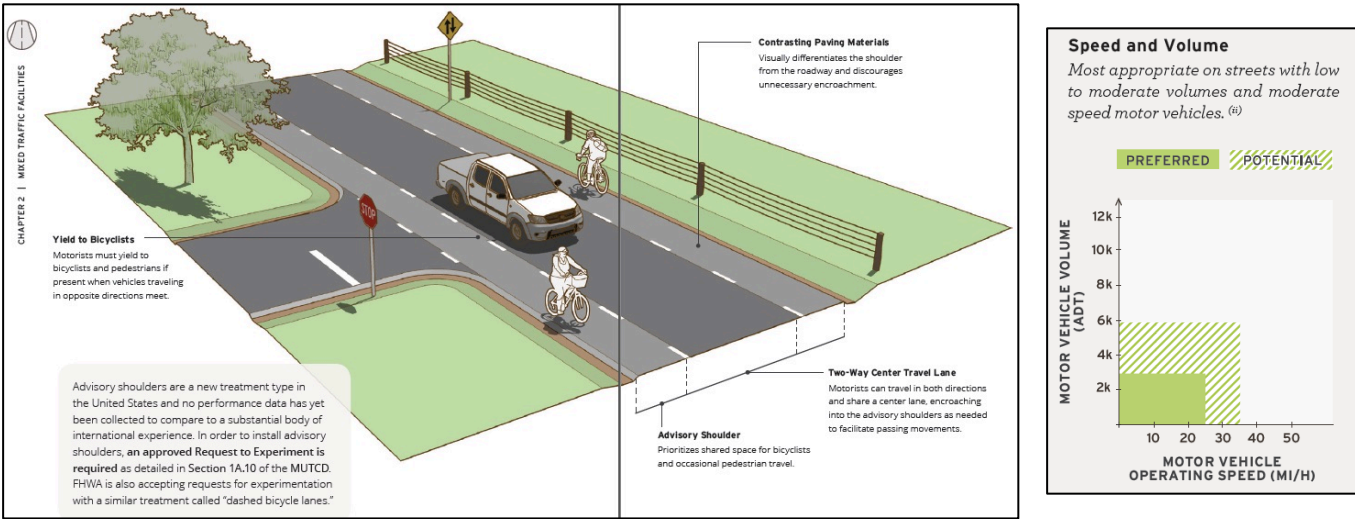 CHAPTER 2 | MIXED TRAFFIC FACILITIES
STOP
Contrasting Paving Materials
Visually differentiates the shoulder
from the roadway and discourages
unnecessary encroachment.
Yield to Bicyclists
Motorists must yield to
bicyclists and pedestrians if
present when vehicles traveling
in opposite directions meet.
Advisory shoulders are a new treatment type in
the United States and no performance data has yet
been collected to compare to a substantial body of
international experience. In order to install advisory
shoulders, an approved Request to Experiment is
required as detailed in Section 1A.10 of the MUTCD.
FHWA is also accepting requests for experimentation
with a similar treatment called “dashed bicycle lanes.”
Advisory Shoulder
Prioritizes shared space for bicyclists
and occasional pedestrian travel.
Two-Way Center Travel Lane
Motorists can travel in both directions
and share a center lane, encroaching
into the advisory shoulders as needed
to facilitate passing movements.
Speed and Volume
Most appropriate on streets with low
to moderate volumes and moderate
speed motor vehicles. (ii)
PREFERRED POTENTIAL
MOTOR VEHICLE VOLUME
(ADT)
12k
10k
8k
6k
4k
2k
10 20 30 40 50
MOTOR VEHICLE
OPERATING SPEED (MI/H)